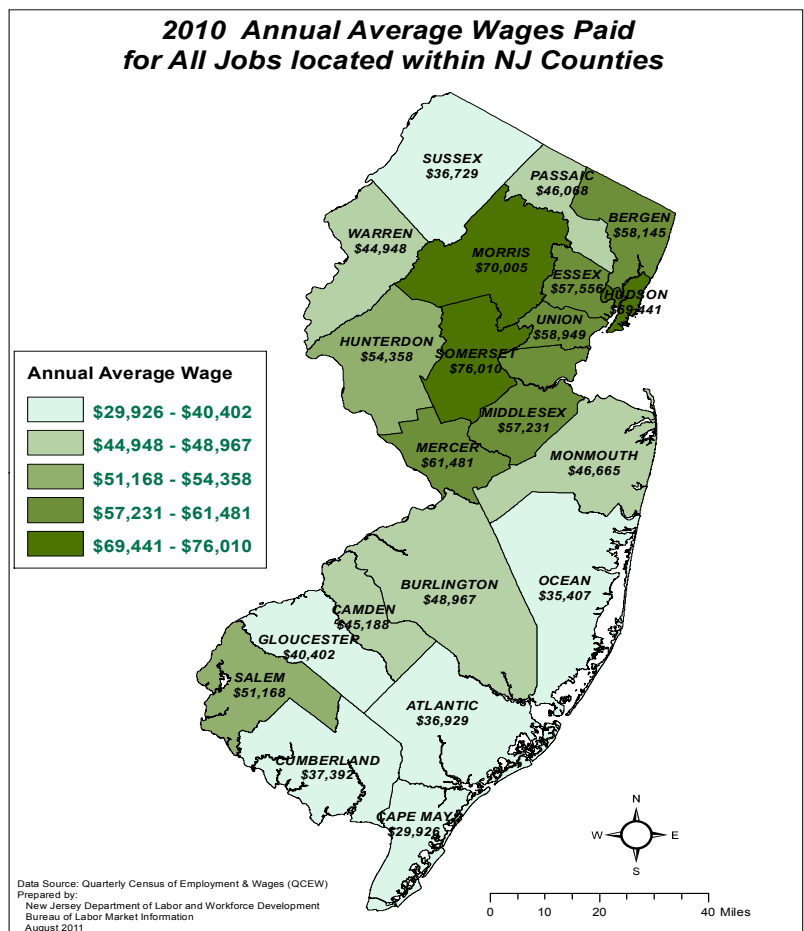 2010 Annual Average Wages Paid
for All Jobs located within NJ Counties
SUSSEX
$36,729
PASSAIC
$46,068
BERGEN
$58,145
WARREN
$44,948
MORRIS
$70,005
ESSEX
$57,556
HUDSON
$69,441
UNION
$58,949
HUNTERDON
$54,358
SOMERSET
$76,010
Annual Average Wage
$29,926 - $40,402
$44,948 - $48,967
$51,168 - $54,358
$57,231 - $61,481
$69,441 - $76,010
MIDDLESEX
$57,231
MERCER
$61,481
MONMOUTH
$46,665
OCEAN
$35,407
BURLINGTON
$48,967
CAMDEN
$45,188
GLOUCESTER
$40,402
SALEM
$51,168
ATLANTIC
$36,929
CUMBERLAND
$37,392
CAPE MAY
$29,926
N
W
E
S
Data Source: Quarterly Census of Employment & Wages (QCEW)
Prepared by:
New Jersey Department of Labor and Workforce Development
Bureau of Labor Market Information
August 2011
0 10 20 40 Miles